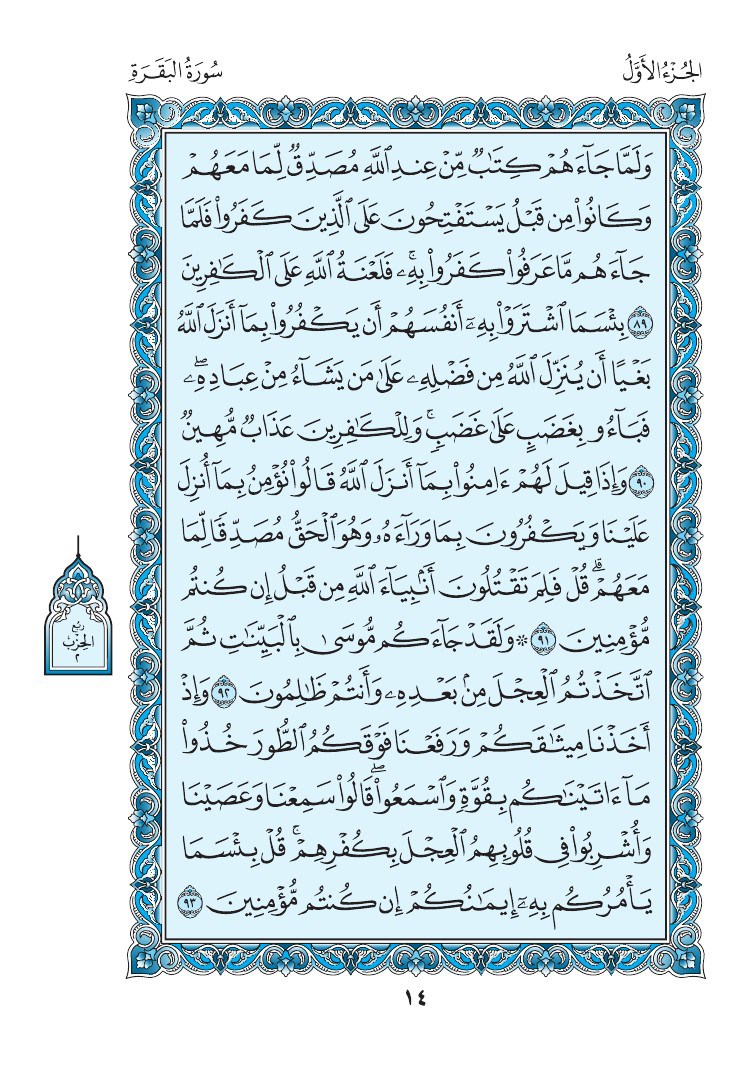 الجُزْءُ الأَوَّلُ
سُورَةُ البَقَرَةِ
وَلَمَّا جَآءَهُمْ كِتَٰبٌ مِّنْ عِندِ ٱللَّهِ مُصَدِّقٌ لِّمَا مَعَهُمْ
وَكَانُوا۟ مِن قَبْلُ يَسْتَفْتِحُونَ عَلَى ٱلَّذِينَ كَفَرُوا۟ فَلَمَّا
جَآءَهُم مَّا عَرَفُوا۟ كَفَرُوا۟ بِهِۦۚ فَلَعْنَةُ ٱللَّهِ عَلَى ٱلْكَٰفِرِينَ
٨٩ بِئْسَمَا ٱشْتَرَوْا۟ بِهِۦٓ أَنفُسَهُمْ أَن يَكْفُرُوا۟ بِمَآ أَنزَلَ ٱللَّهُ
بَغْيًا أَن يُنَزِّلَ ٱللَّهُ مِن فَضْلِهِۦ عَلَىٰ مَن يَشَآءُ مِنْ عِبَادِهِۦۖ
فَبَآءُو بِغَضَبٍ عَلَىٰ غَضَبٍۚ وَلِلْكَٰفِرِينَ عَذَابٌ مُّهِينٌ
٩٠ وَإِذَا قِيلَ لَهُمْ ءَامِنُوا۟ بِمَآ أَنزَلَ ٱللَّهُ قَالُوا۟ نُؤْمِنُ بِمَآ أُنزِلَ
عَلَيْنَا وَيَكْفُرُونَ بِمَا وَرَآءَهُۥ وَهُوَ ٱلْحَقُّ مُصَدِّقًا لِّمَا
مَعَهُمْۗ قُلْ فَلِمَ تَقْتُلُونَ أَنۢبِيَآءَ ٱللَّهِ مِن قَبْلُ إِن كُنتُم
مُّؤْمِنِينَ ٩١ ۞ وَلَقَدْ جَآءَكُم مُّوسَىٰ بِٱلْبَيِّنَٰتِ ثُمَّ
ٱتَّخَذْتُمُ ٱلْعِجْلَ مِنۢ بَعْدِهِۦ وَأَنتُمْ ظَٰلِمُونَ ٩٢ وَإِذْ
أَخَذْنَا مِيثَٰقَكُمْ وَرَفَعْنَا فَوْقَكُمُ ٱلطُّورَ خُذُوا۟
مَآ ءَاتَيْنَٰكُم بِقُوَّةٍ وَٱسْمَعُوا۟ۖ قَالُوا۟ سَمِعْنَا وَعَصَيْنَا
وَأُشْرِبُوا۟ فِى قُلُوبِهِمُ ٱلْعِجْلَ بِكُفْرِهِمْۚ قُلْ بِئْسَمَا
يَأْمُرُكُم بِهِۦٓ إِيمَٰنُكُمْ إِن كُنتُم مُّؤْمِنِينَ ٩٣
رُبْع
الحِزْبِ
٢
١٤